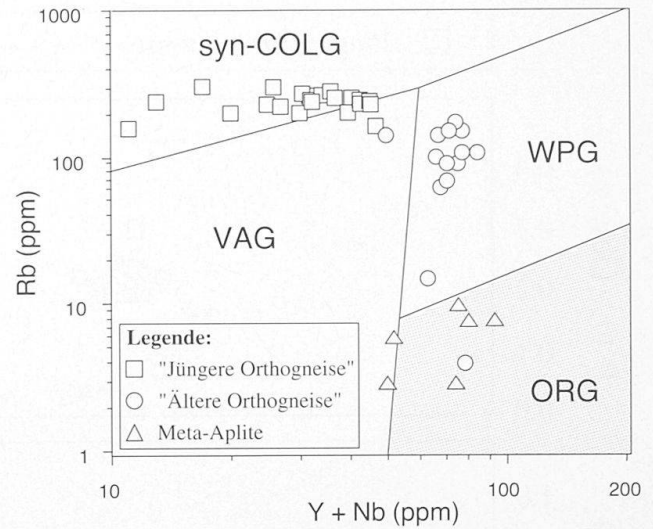 1000
syn-COLG
100
WPG
VAG
Rb (ppm)
10
Legende:
"Jüngere Orthogneise"
"Ältere Orthogneise"
Meta-Aplite
ORG
1
10
100
200
Y + Nb (ppm)